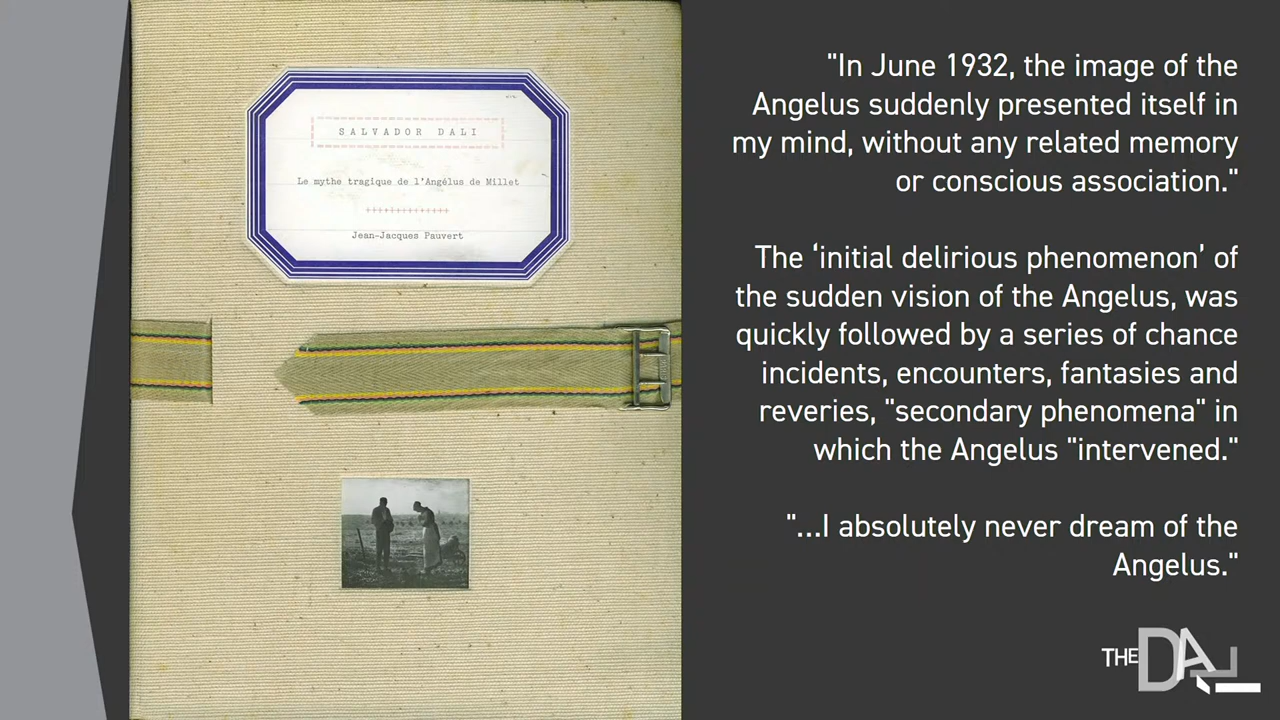 SALVADOR DALI
Le mythe tragique de l'Angélus de Millet
+++++++++++++
Jean-Jacques Pauvert
"In June 1932, the image of the
Angelus suddenly presented itself in
my mind, without any related memory
or conscious association."
The ‘initial delirious phenomenon’ of
the sudden vision of the Angelus, was
quickly followed by a series of chance
incidents, encounters, fantasies and
reveries, "secondary phenomena" in
which the Angelus "intervened."
"...I absolutely never dream of the
Angelus."
THE DALÍ